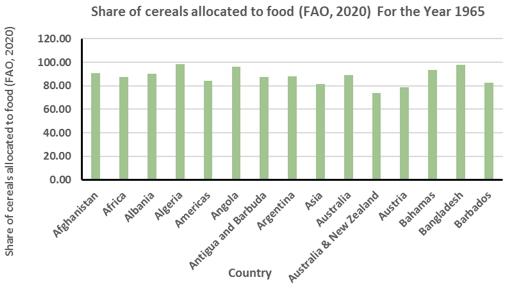 Share of cereals allocated to food (FAO, 2020)  For the Year 1965
Share of cereals allocated to food (FAO, 2020)
120.00
100.00
80.00
60.00
40.00
20.00
0.00
Afghanistan
Africa
Albania
Algeria
Americas
Angola
Antigua and Barbuda
Argentina
Asia
Australia
Australia & New Zealand
Austria
Bahamas
Bangladesh
Barbados
Country